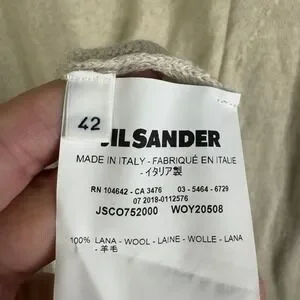 42
JIL SANDER
MADE IN ITALY - FABRIQUÉ EN ITALIE
- イタリア製
RN 104642 - CA 3476 03 - 5464 - 6729
07 2018-0112576
JSCO752000 WOY20508
100% LANA - WOOL - LAINE - WOLLE - LANA
- 羊毛